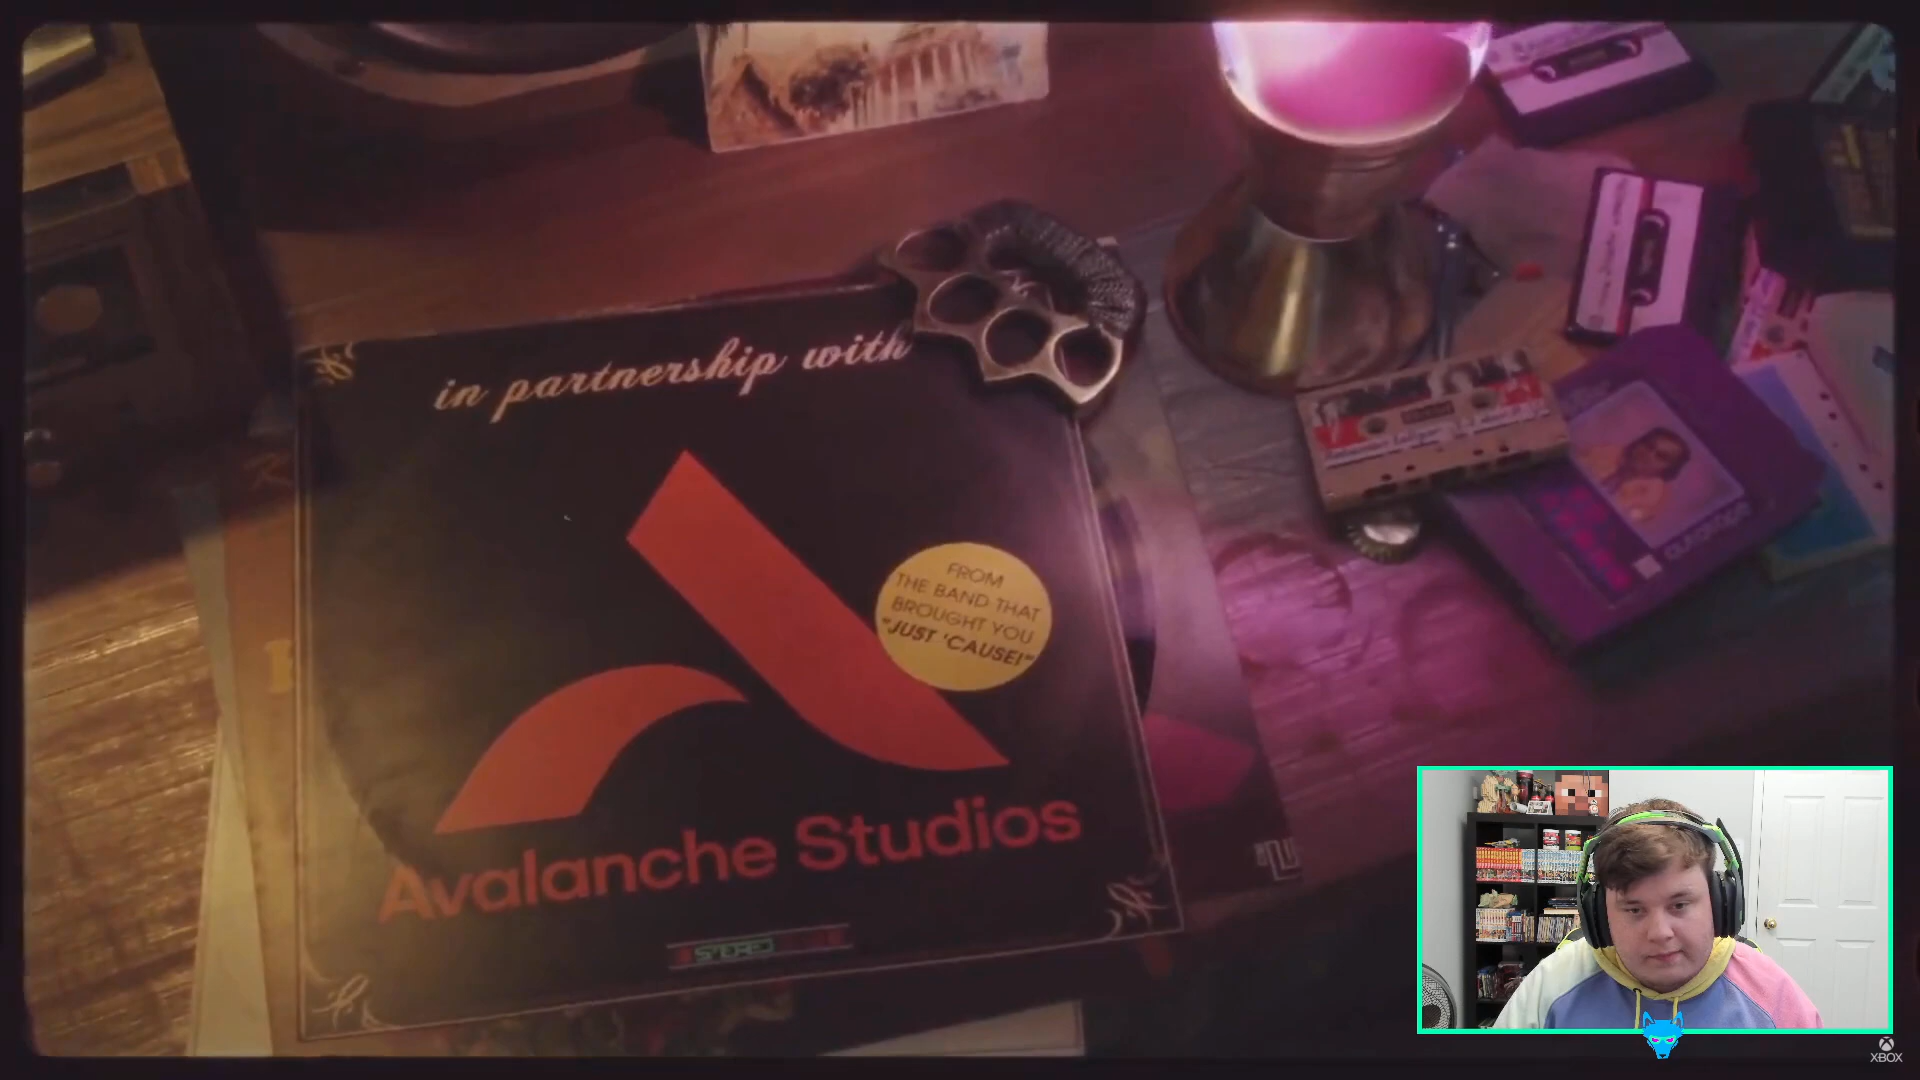 in partnership with
FROM
THE BAND THAT
BROUGHT YOU
"JUST 'CAUSE!"
Avalanche Studios
STEREO
XBOX